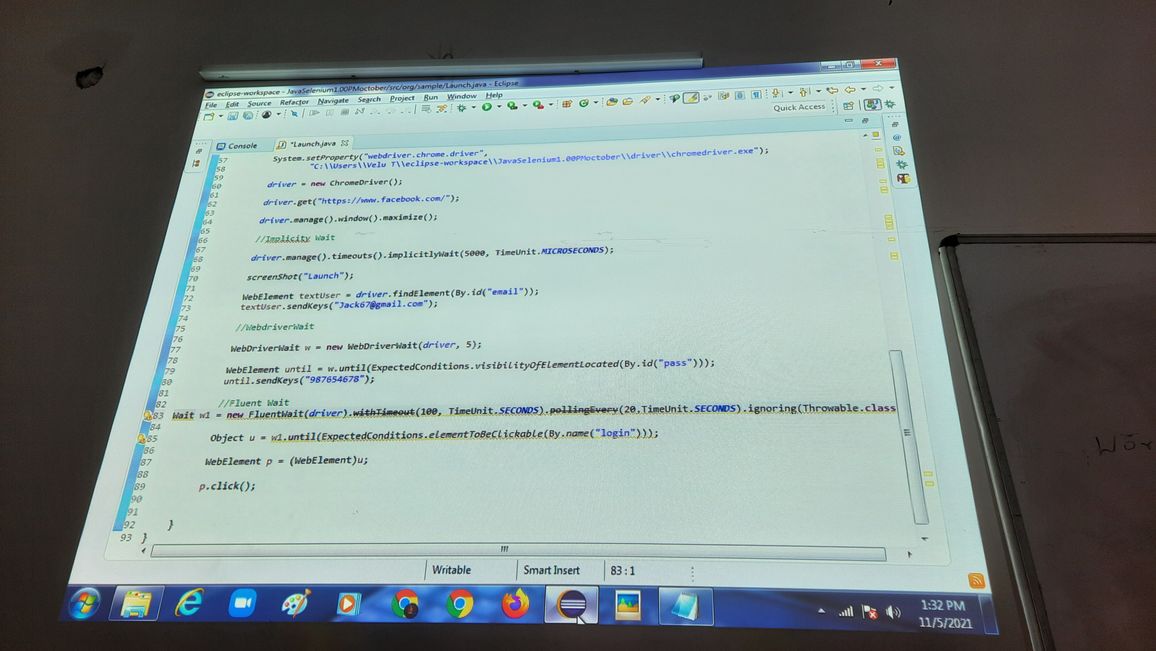 eclipse-workspace - JavaSelenium1.00PMoctober/src/org/sample/Launch.java - Eclipse
File Edit Source Refactor Navigate Search Project Run Window Help
Quick Access
Console *Launch.java
57 System.setProperty("webdriver.chrome.driver",
58 "C:\\Users\\Velu T\\eclipse-workspace\\JavaSelenium1.00PMoctober\\driver\\chromedriver.exe");
59
60 driver = new ChromeDriver();
61
62 driver.get("https://www.facebook.com/");
63
64 driver.manage().window().maximize();
65
66 //Implicity Wait
67
68 driver.manage().timeouts().implicitlyWait(5000, TimeUnit.MICROSECONDS);
69
70 screenShot("Launch");
71
72 WebElement textUser = driver.findElement(By.id("email"));
73 textUser.sendKeys("Jack67@gmail.com");
74
75 //WebdriverWait
76
77 WebDriverWait w = new WebDriverWait(driver, 5);
78
79 WebElement until = w.until(ExpectedConditions.visibilityOfElementLocated(By.id("pass")));
80 until.sendKeys("987654678");
81
82 //Fluent Wait
83 Wait w1 = new FluentWait(driver).withTimeout(100, TimeUnit.SECONDS).pollingEvery(20,TimeUnit.SECONDS).ignoring(Throwable.class
84
85 Object u = w1.until(ExpectedConditions.elementToBeClickable(By.name("login")));
86
87 WebElement p = (WebElement)u;
88
89 p.click();
90
91
92 }
93 }
Writable Smart Insert 83 : 1
1:32 PM
11/5/2021